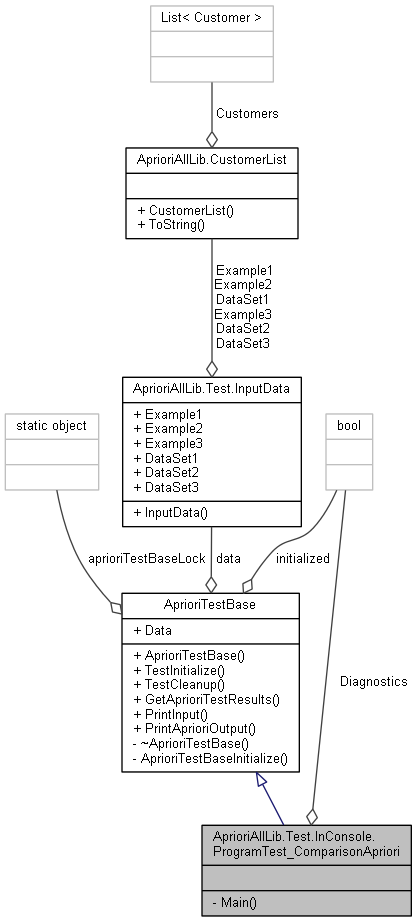 List< Customer >
Customers
AprioriAllLib.CustomerList
+ CustomerList()
+ ToString()
Example1
Example2
DataSet1
Example3
DataSet2
DataSet3
AprioriAllLib.Test.InputData
+ Example1
+ Example2
+ Example3
+ DataSet1
+ DataSet2
+ DataSet3
+ InputData()
static object
bool
aprioriTestBaseLock
data
initialized
AprioriTestBase
+ Data
+ AprioriTestBase()
+ TestInitialize()
+ TestCleanup()
+ GetAprioriTestResults()
+ PrintInput()
+ PrintAprioriOutput()
- ~AprioriTestBase()
- AprioriTestBaseInitialize()
Diagnostics
AprioriAllLib.Test.InConsole.
ProgramTest_ComparisonApriori
- Main()